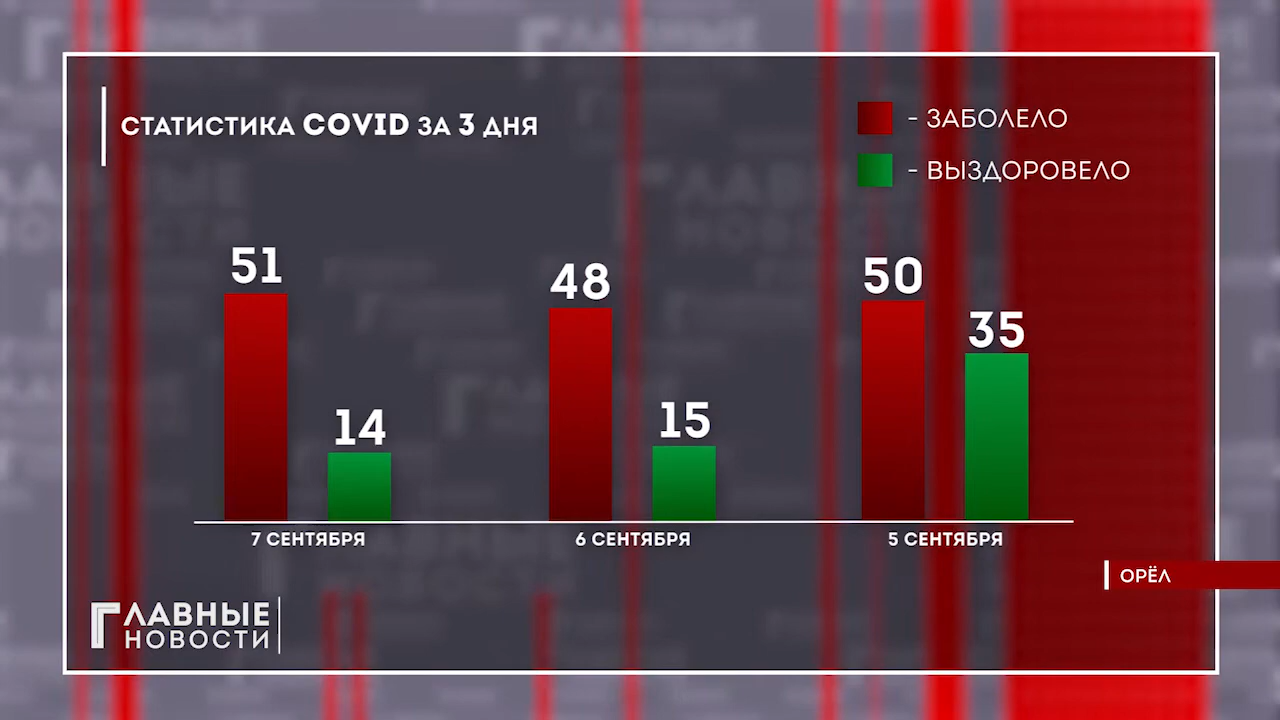 СТАТИСТИКА COVID ЗА 3 ДНЯ
- ЗАБОЛЕЛО
- ВЫЗДОРОВЕЛО
51
14
48
15
50
35
7 СЕНТЯБРЯ
6 СЕНТЯБРЯ
5 СЕНТЯБРЯ
ОРЁЛ
ГЛАВНЫЕ
НОВОСТИ